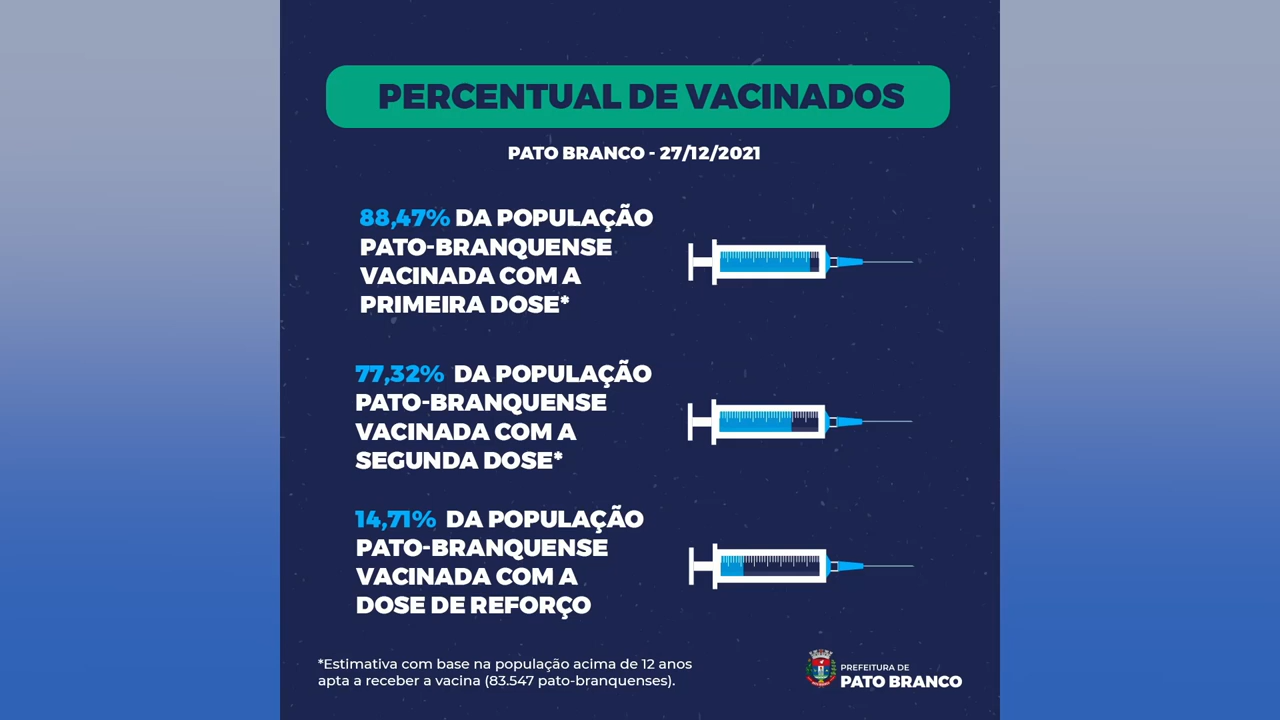 PERCENTUAL DE VACINADOS
PATO BRANCO - 27/12/2021
88,47% DA POPULAÇÃO
PATO-BRANQUENSE
VACINADA COM A
PRIMEIRA DOSE*
77,32% DA POPULAÇÃO
PATO-BRANQUENSE
VACINADA COM A
SEGUNDA DOSE*
14,71% DA POPULAÇÃO
PATO-BRANQUENSE
VACINADA COM A
DOSE DE REFORÇO
*Estimativa com base na população acima de 12 anos
apta a receber a vacina (83.547 pato-branquenses).
PREFEITURA DE
PATO BRANCO